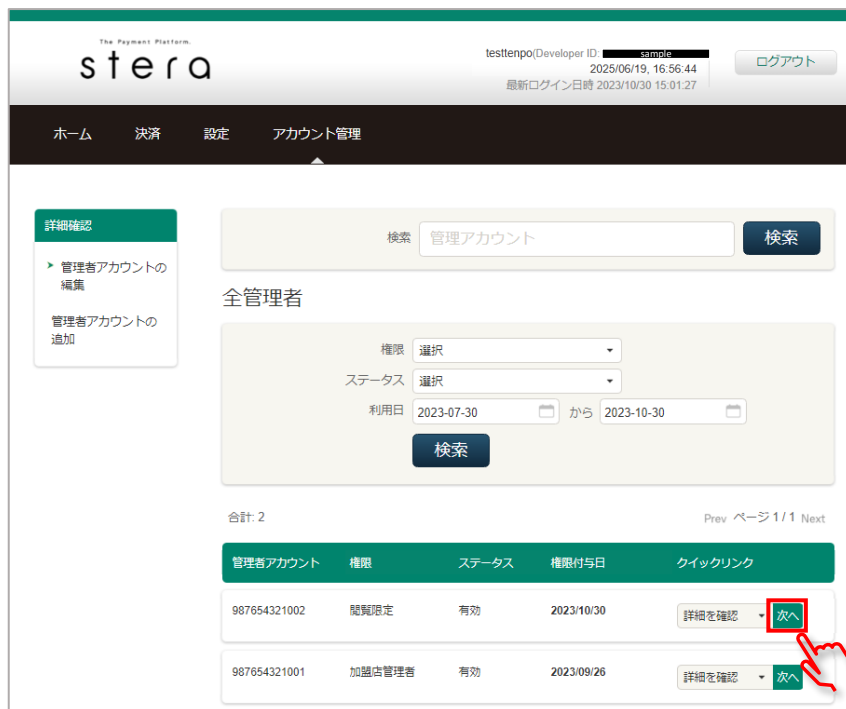 The Payment Platform.
stera
testtenpo(Developer ID: sample
2025/06/19, 16:56:44
最新ログイン日時 2023/10/30 15:01:27
ログアウト
ホーム 決済 設定 アカウント管理
詳細確認
管理者アカウントの
編集
管理者アカウントの
追加
検索 管理アカウント 検索
全管理者
権限 選択
ステータス 選択
利用日 2023-07-30 から 2023-10-30
検索
合計: 2
Prev ページ 1 / 1 Next
管理者アカウント 権限 ステータス 権限付与日 クイックリンク
987654321002 閲覧限定 有効 2023/10/30 詳細を確認 次へ
987654321001 加盟店管理者 有効 2023/09/26 詳細を確認 次へ